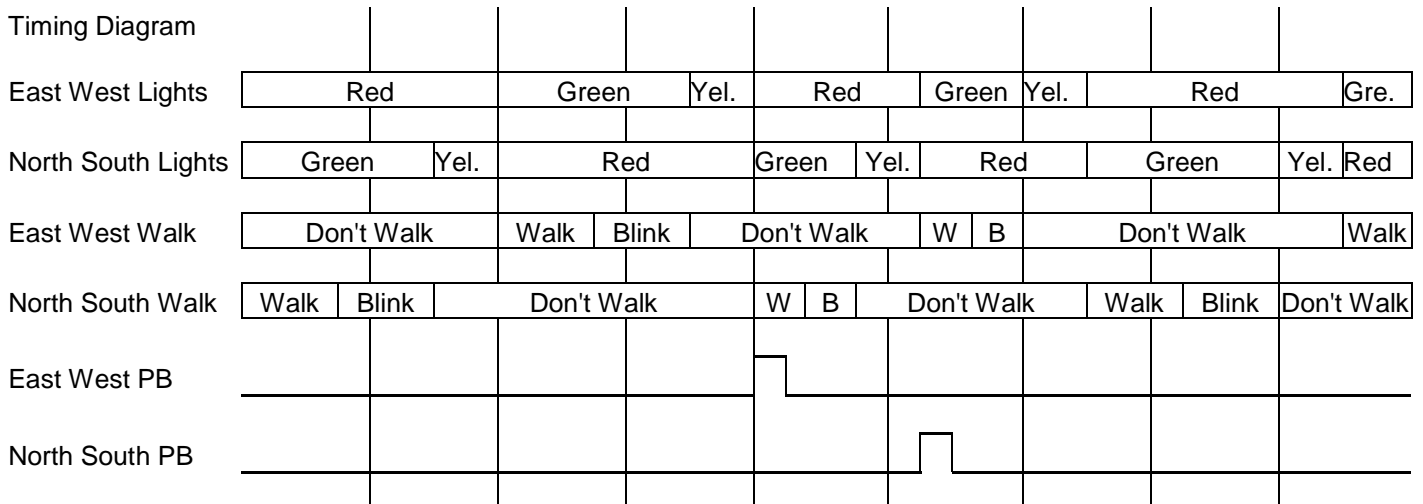 Timing Diagram
East West Lights Red Green Yel. Red Green Yel. Red Gre.
North South Lights Green Yel. Red Green Yel. Red Green Yel. Red
East West Walk Don't Walk Walk Blink Don't Walk W B Don't Walk Walk
North South Walk Walk Blink Don't Walk W B Don't Walk Walk Blink Don't Walk
East West PB
North South PB